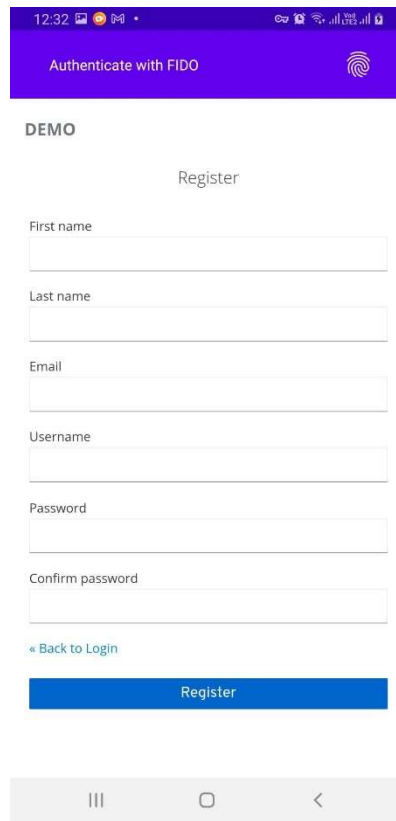 12:32
Authenticate with FIDO
DEMO
Register
First name
Last name
Email
Username
Password
Confirm password
« Back to Login
Register